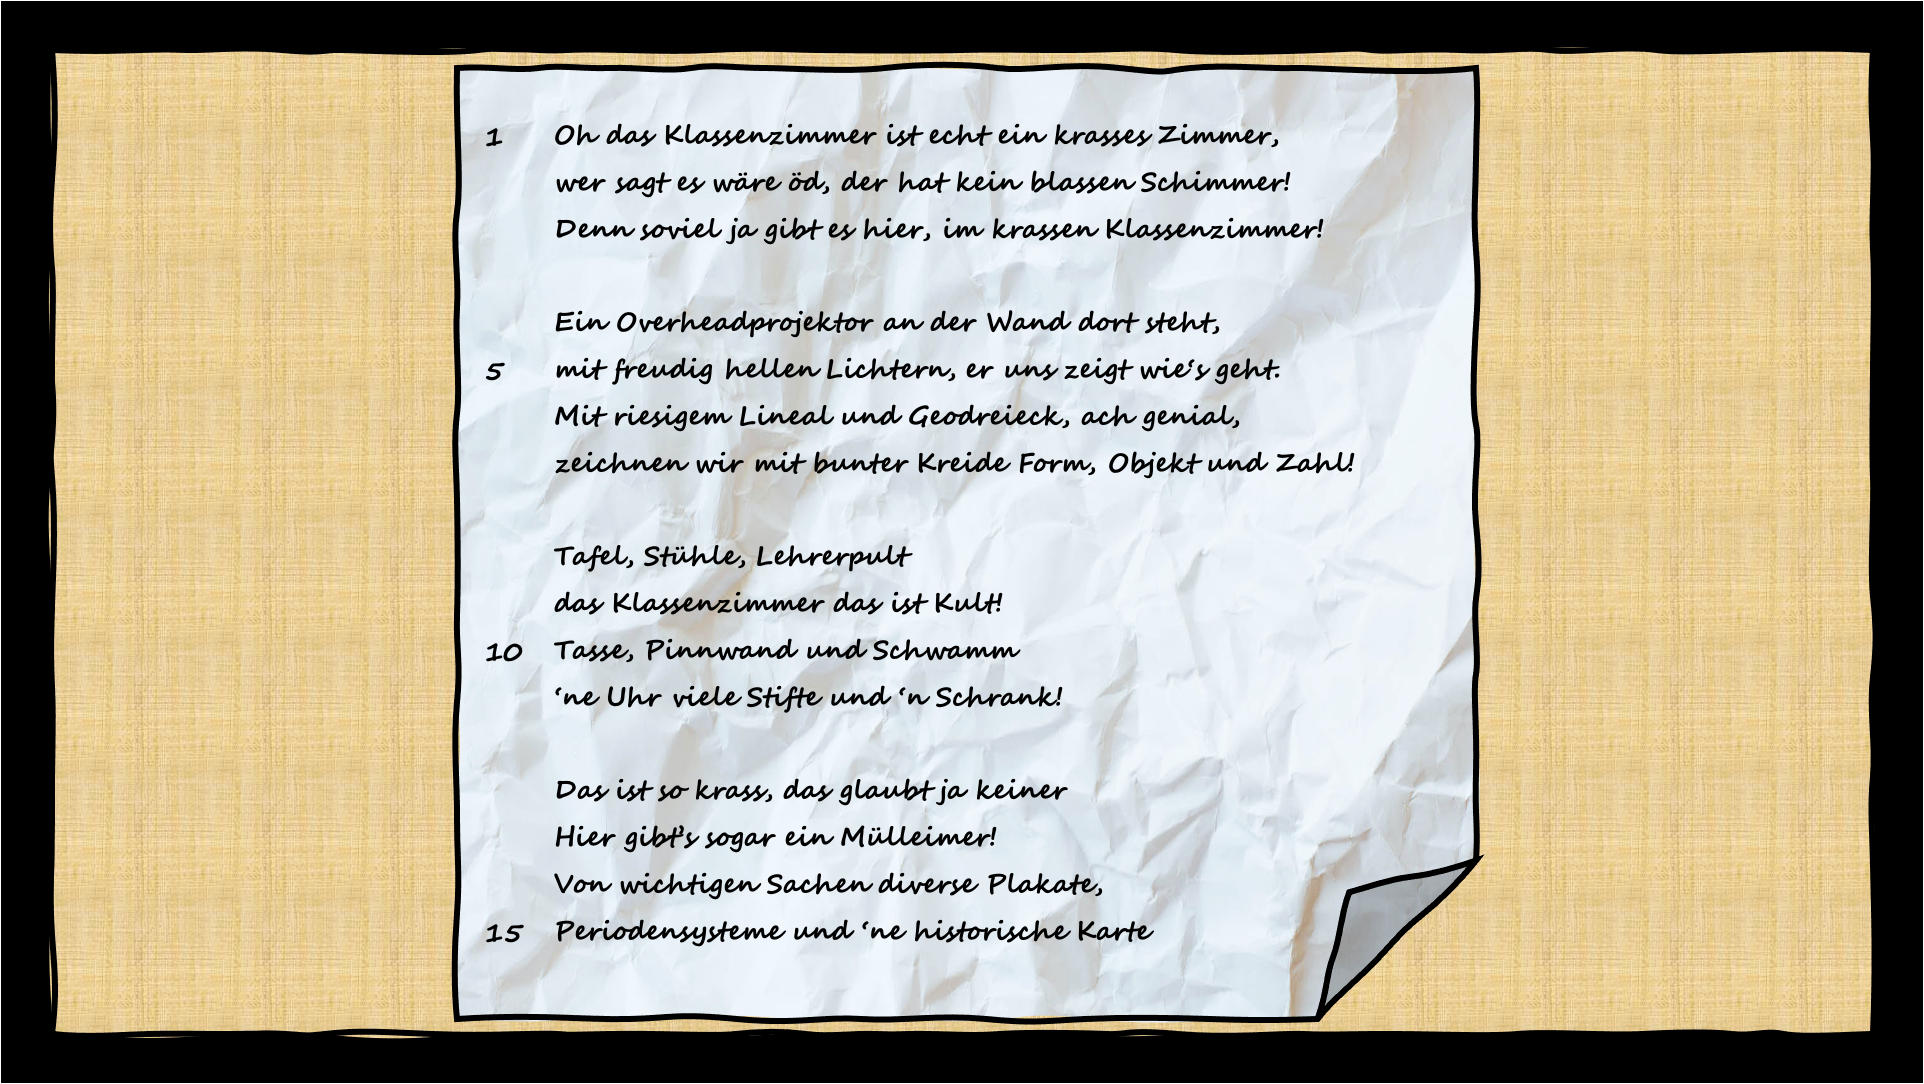 1 Oh das Klassenzimmer ist echt ein krasses Zimmer,
wer sagt es wäre öd, der hat kein blassen Schimmer!
Denn soviel ja gibt es hier, im krassen Klassenzimmer!
Ein Overheadprojektor an der Wand dort steht,
5 mit freudig hellen Lichtern, er uns zeigt wie‘s geht.
Mit riesigem Lineal und Geodreieck, ach genial,
zeichnen wir mit bunter Kreide Form, Objekt und Zahl!
Tafel, Stühle, Lehrerpult
das Klassenzimmer das ist Kult!
10 Tasse, Pinnwand und Schwamm
‘ne Uhr viele Stifte und ‘n Schrank!
Das ist so krass, das glaubt ja keiner
Hier gibt’s sogar ein Mülleimer!
Von wichtigen Sachen diverse Plakate,
15 Periodensysteme und ‘ne historische Karte